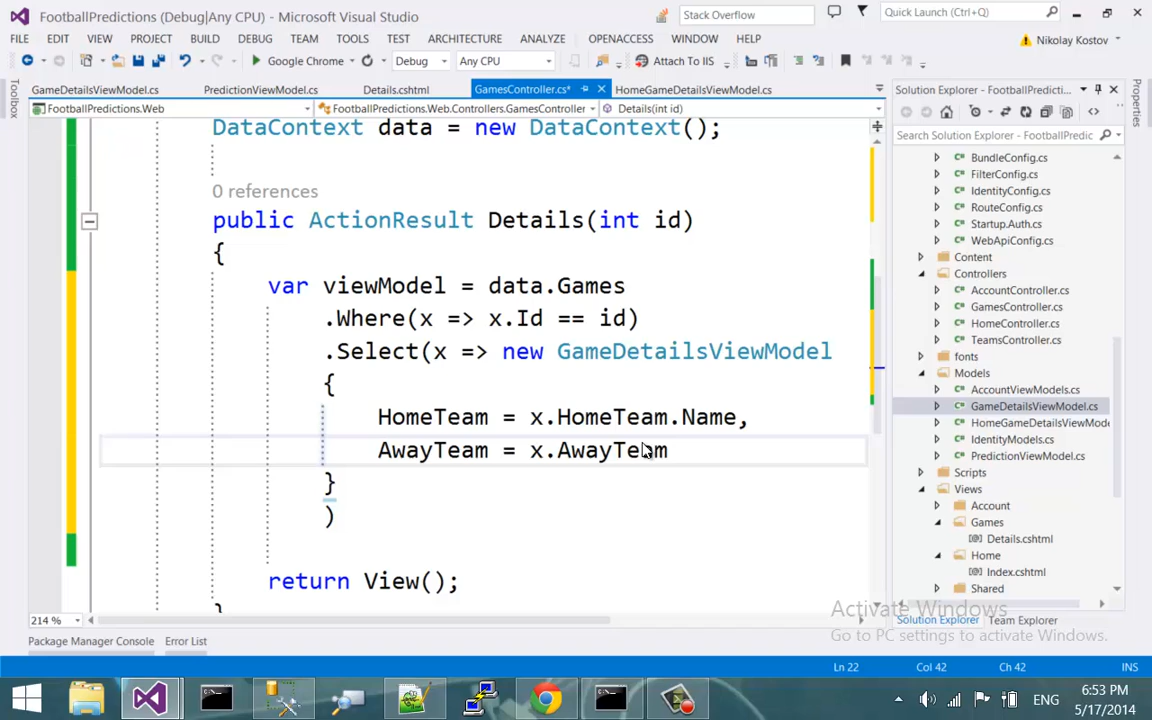 FootballPredictions (Debug|Any CPU) - Microsoft Visual Studio
Stack Overflow
Quick Launch (Ctrl+Q)
FILE EDIT VIEW PROJECT BUILD DEBUG TEAM TOOLS TEST ARCHITECTURE ANALYZE OPENACCESS WINDOW HELP
Nikolay Kostov
Google Chrome
Debug
Any CPU
Attach To IIS
Toolbox
GameDetailsViewModel.cs PredictionViewModel.cs Details.cshtml GamesController.cs* HomeGameDetailsViewModel.cs
FootballPredictions.Web
FootballPredictions.Web.Controllers.GamesController
Details(int id)
DataContext data = new DataContext();
0 references
public ActionResult Details(int id)
{
var viewModel = data.Games
.Where(x => x.Id == id)
.Select(x => new GameDetailsViewModel
{
HomeTeam = x.HomeTeam.Name,
AwayTeam = x.AwayTeam
}
)
return View();
}
214 %
Solution Explorer - FootballPredicti...
Search Solution Explorer - FootballPredic
BundleConfig.cs
FilterConfig.cs
IdentityConfig.cs
RouteConfig.cs
Startup.Auth.cs
WebApiConfig.cs
Content
Controllers
AccountController.cs
GamesController.cs
HomeController.cs
TeamsController.cs
fonts
Models
AccountViewModels.cs
GameDetailsViewModel.cs
HomeGameDetailsViewMode
IdentityModels.cs
PredictionViewModel.cs
Scripts
Views
Account
Games
Details.cshtml
Home
Index.cshtml
Shared
Properties
Solution Explorer Team Explorer
Activate Windows
Go to PC settings to activate Windows.
Package Manager Console Error List
Ln 22 Col 42 Ch 42 INS
ENG
6:53 PM
5/17/2014